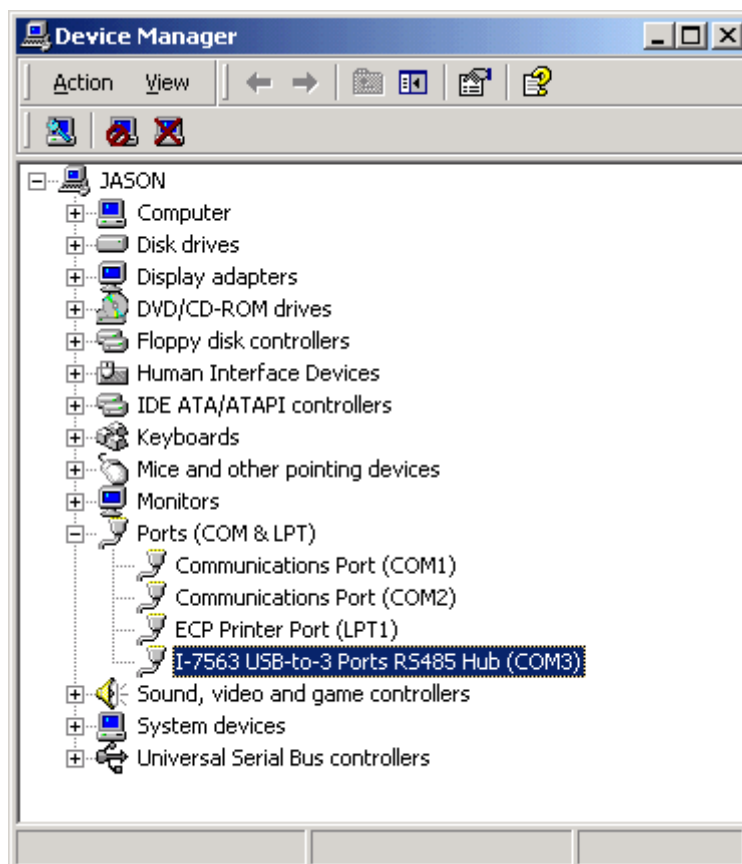 Device Manager
Action View
JASON
Computer
Disk drives
Display adapters
DVD/CD-ROM drives
Floppy disk controllers
Human Interface Devices
IDE ATA/ATAPI controllers
Keyboards
Mice and other pointing devices
Monitors
Ports (COM & LPT)
Communications Port (COM1)
Communications Port (COM2)
ECP Printer Port (LPT1)
I-7563 USB-to-3 Ports RS485 Hub (COM3)
Sound, video and game controllers
System devices
Universal Serial Bus controllers